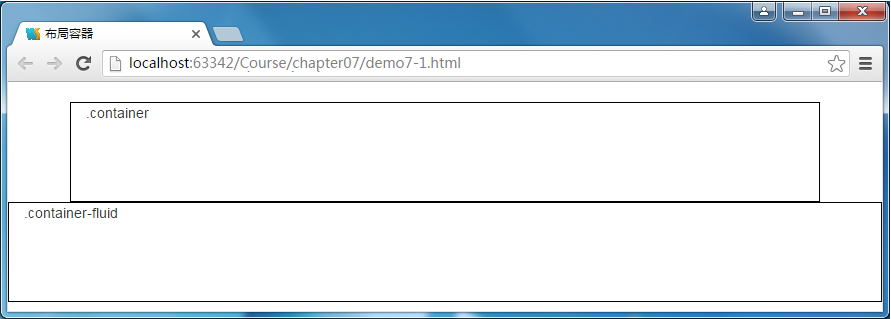 布局容器
localhost:63342/Course/chapter07/demo7-1.html
.container
.container-fluid